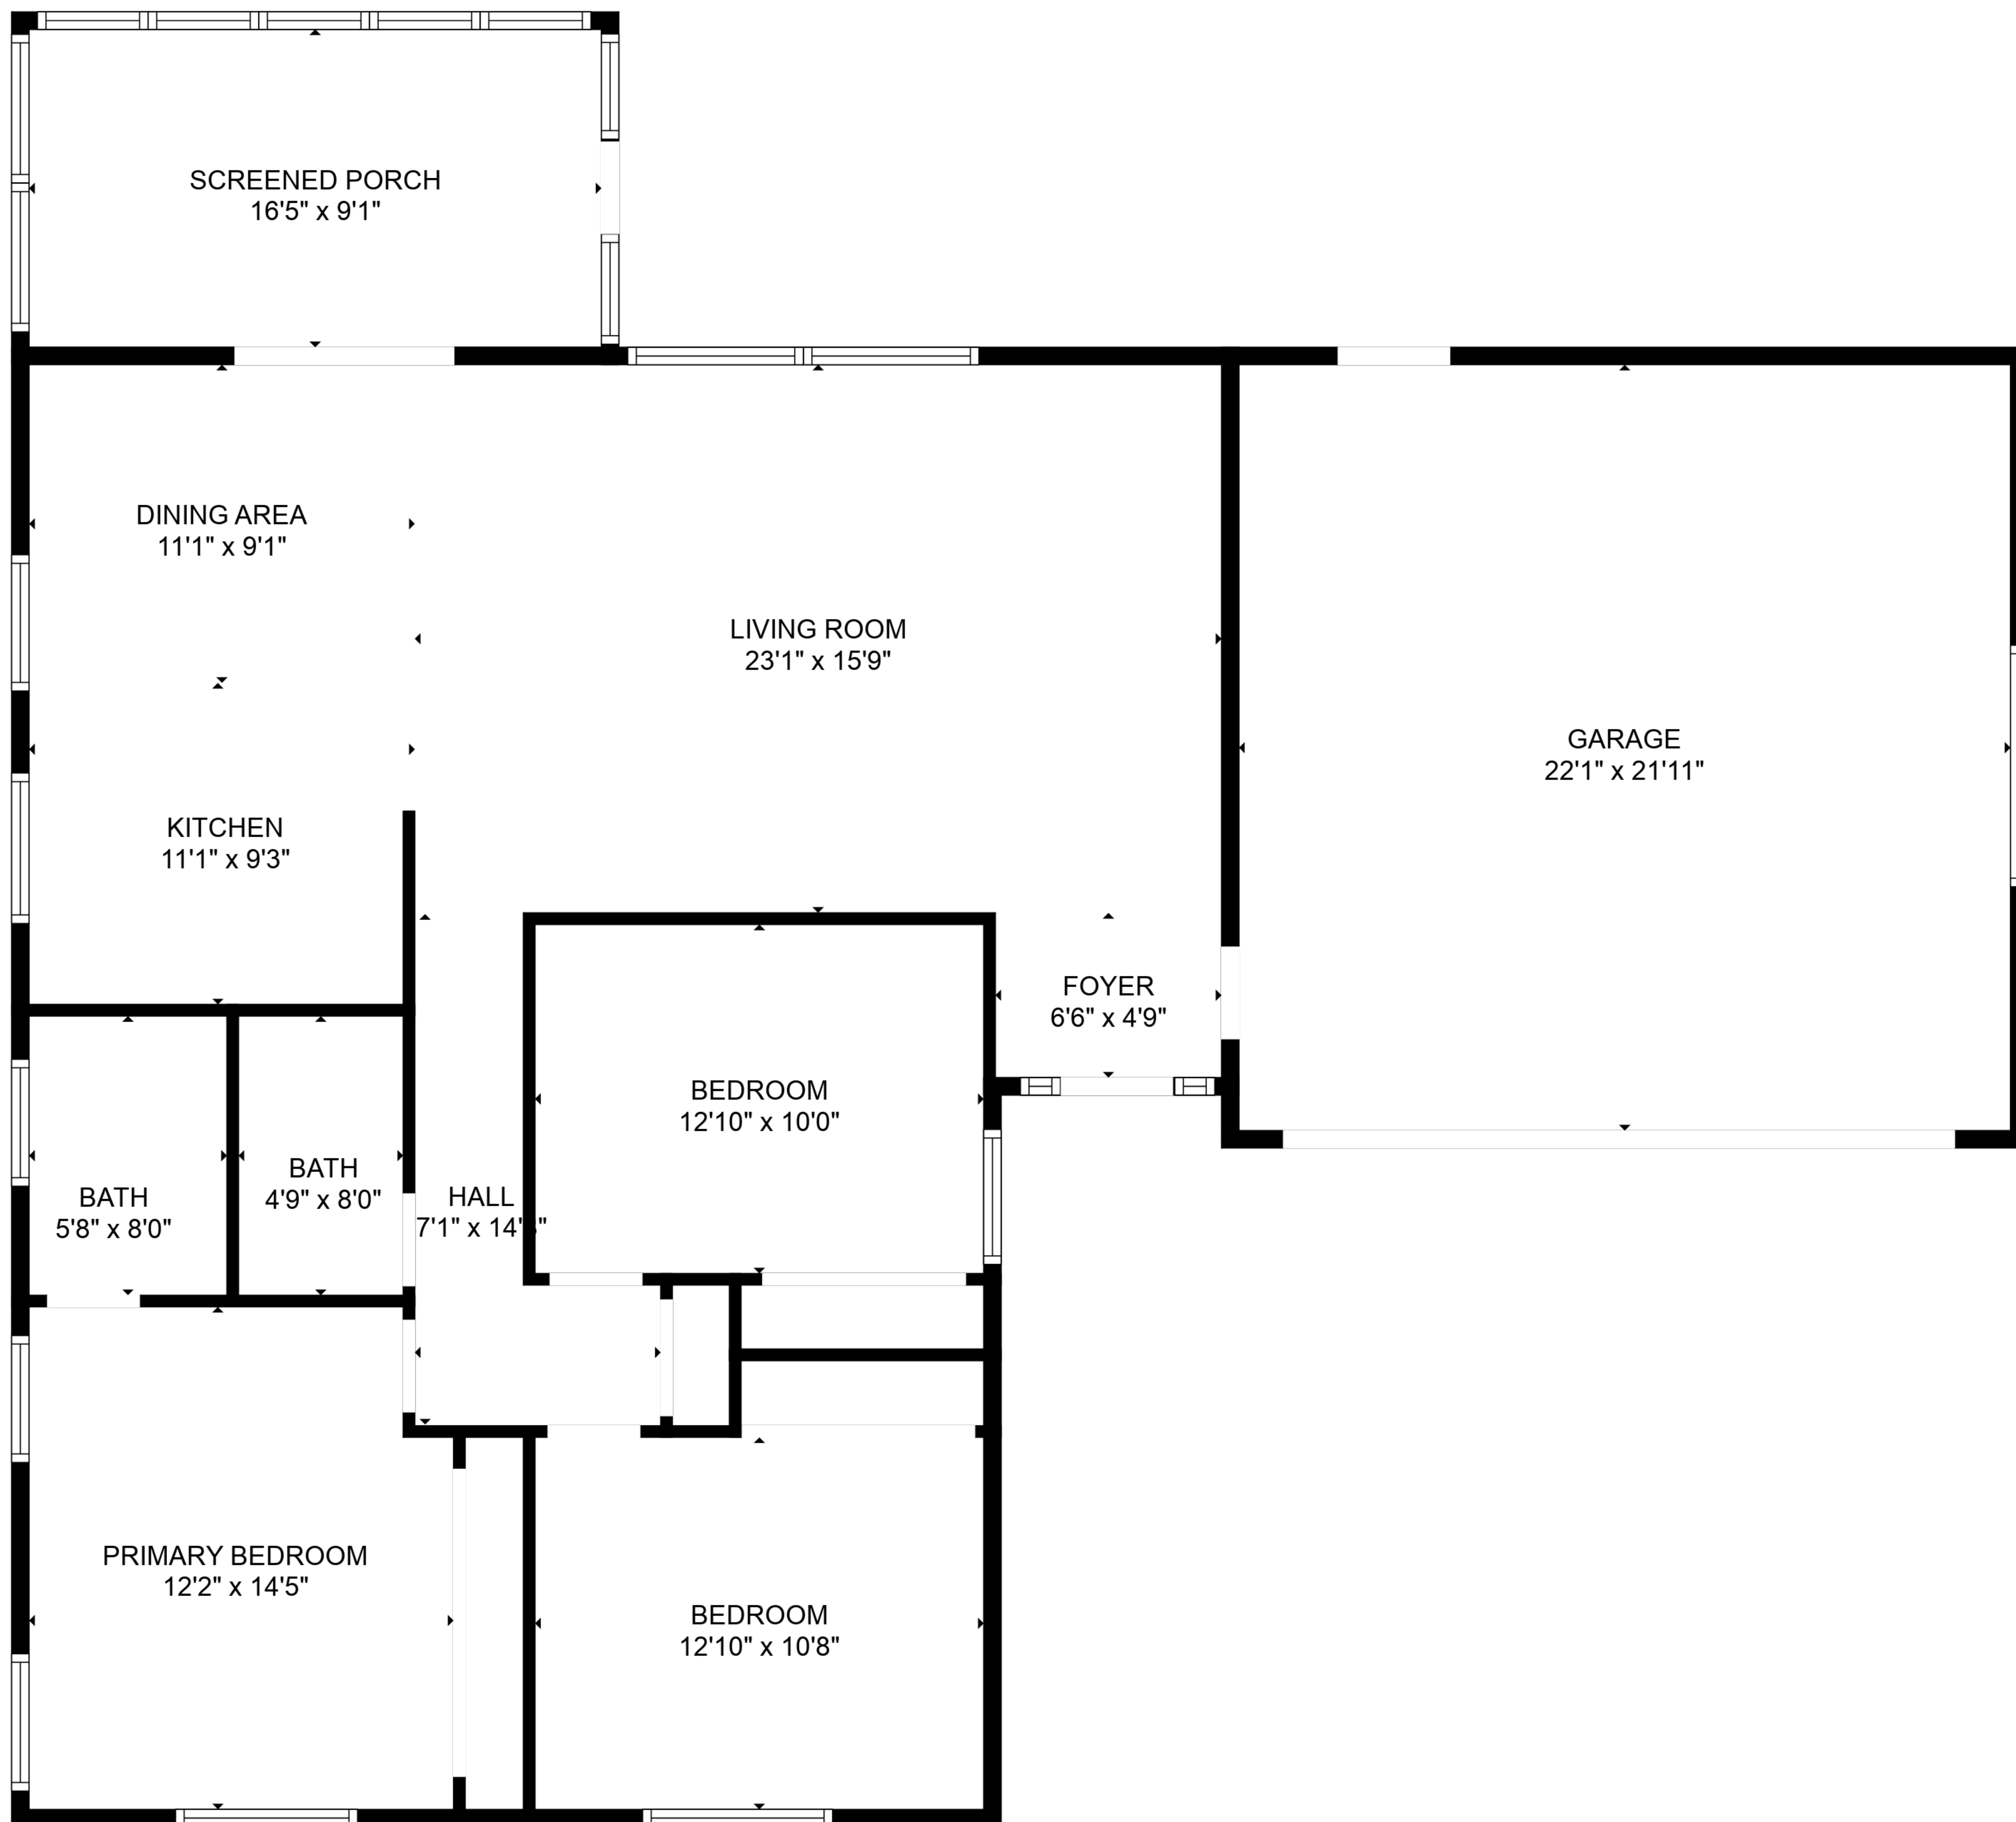 SCREENED PORCH
16'5" x 9'1"
DINING AREA
11'1" x 9'1"
LIVING ROOM
23'1" x 15'9"
GARAGE
22'1" x 21'11"
KITCHEN
11'1" x 9'3"
FOYER
6'6" x 4'9"
BEDROOM
12'10" x 10'0"
BATH
4'9" x 8'0"
BATH
5'8" x 8'0"
HALL
7'1" x
PRIMARY BEDROOM
12'2" x 14'5"
BEDROOM
12'10" x 10'8"